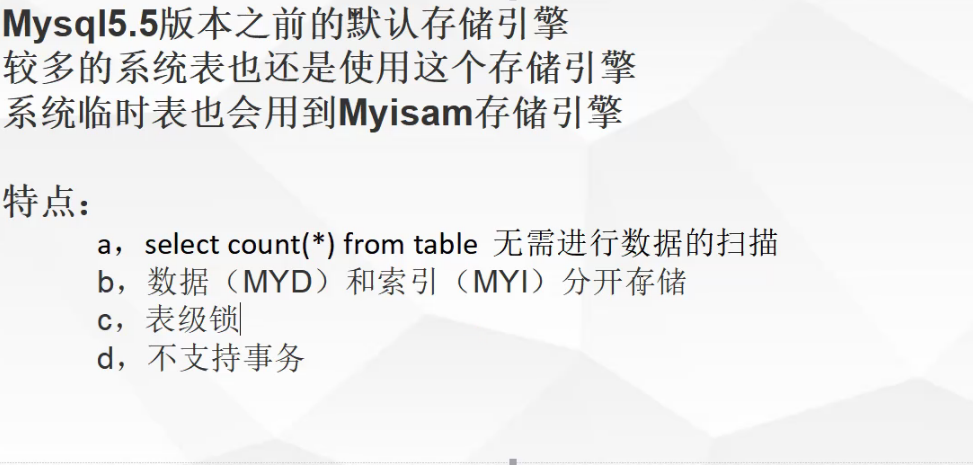 Mysql5.5版本之前的默认存储引擎
较多的系统表也还是使用这个存储引擎
系统临时表也会用到Myisam存储引擎
特点：
a，select count(*) from table 无需进行数据的扫描
b，数据（MYD）和索引（MYI）分开存储
c，表级锁
d，不支持事务